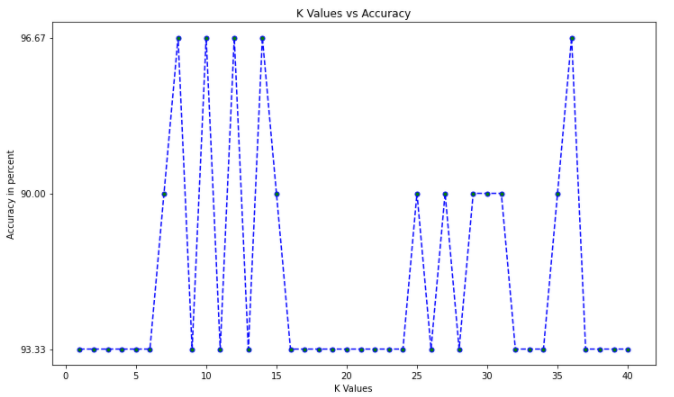 K Values vs Accuracy
96.67
90.00
93.33
Accuracy in percent
0 5 10 15 20 25 30 35 40
K Values